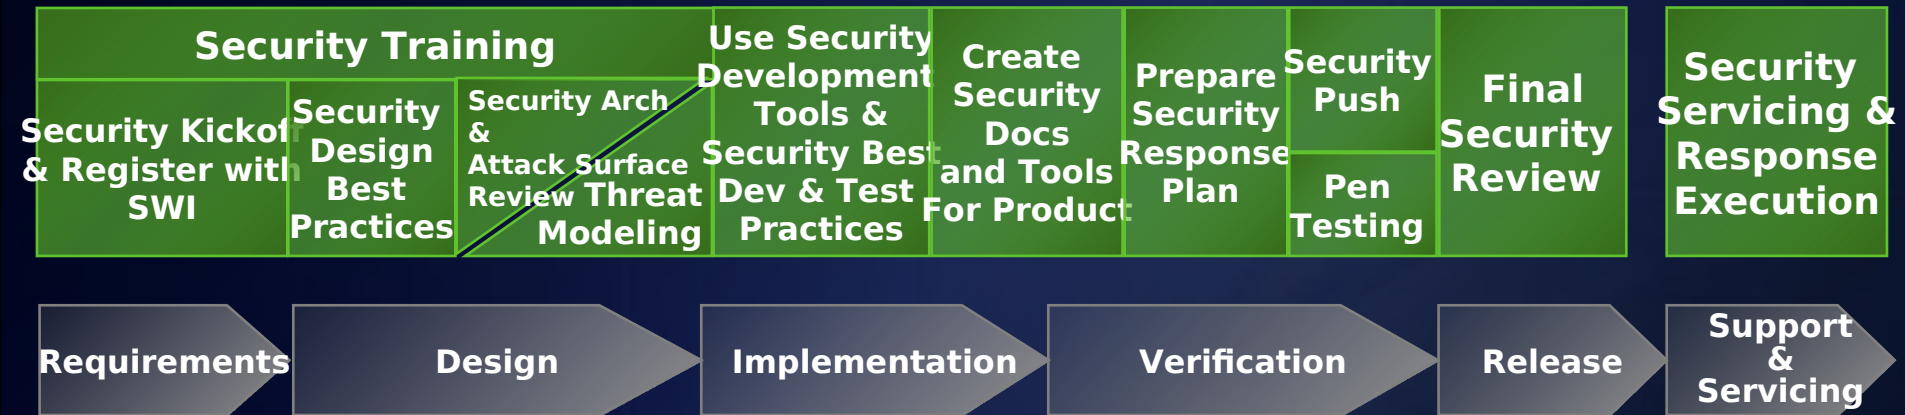 Security Training
Security Kickoff
& Register with
SWI
Security
Design
Best
Practices
Security Arch
&
Attack Surface
Review
Threat
Modeling
Use Security
Development
Tools &
Security Best
Dev & Test
Practices
Create
Security
Docs
and Tools
For Product
Prepare
Security
Response
Plan
Security
Push
Pen
Testing
Final
Security
Review
Security
Servicing &
Response
Execution
Requirements
Design
Implementation
Verification
Release
Support
&
Servicing